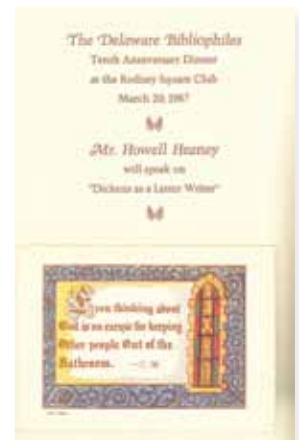 The Delaware Bibliophiles
Tenth Anniversary Dinner
at the Rodney Square Club
March 20, 1987
Mr. Howell Heaney
will speak on
"Dickens as a Letter Writer"
Even thinking about
God is an excuse for keeping
Other people Out of the
Bathroom.